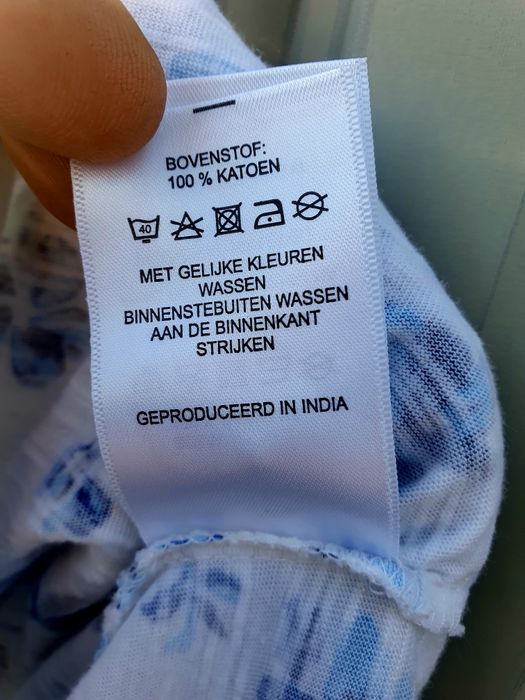 BOVENSTOF:
100 % KATOEN
40
MET GELIJKE KLEUREN
WASSEN
BINNENSTEBUITEN WASSEN
AAN DE BINNENKANT
STRIJKEN
GEPRODUCEERD IN INDIA